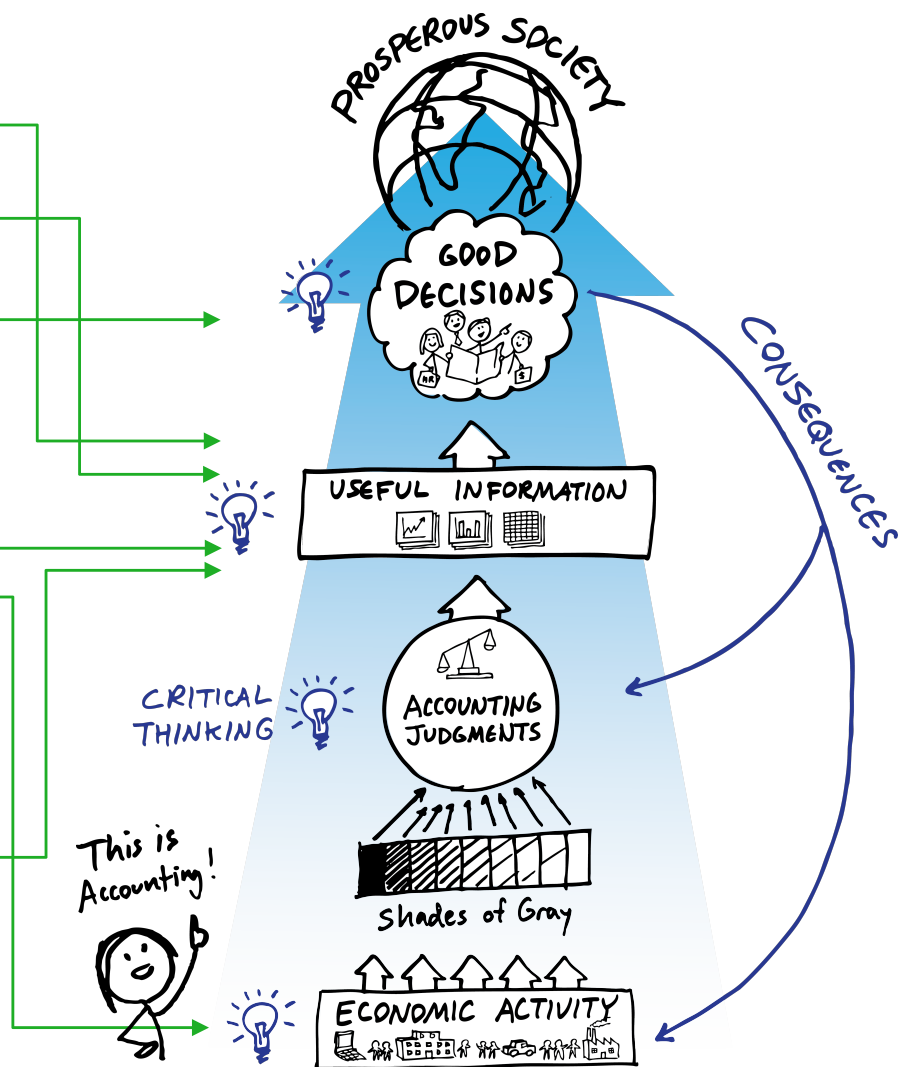 PROSPEROUS SOCIETY
GOOD
DECISIONS
HR
$
CONSEQUENCES
USEFUL INFORMATION
CRITICAL
THINKING
ACCOUNTING
JUDGMENTS
This is
Accounting!
Shades of Gray
ECONOMIC ACTIVITY